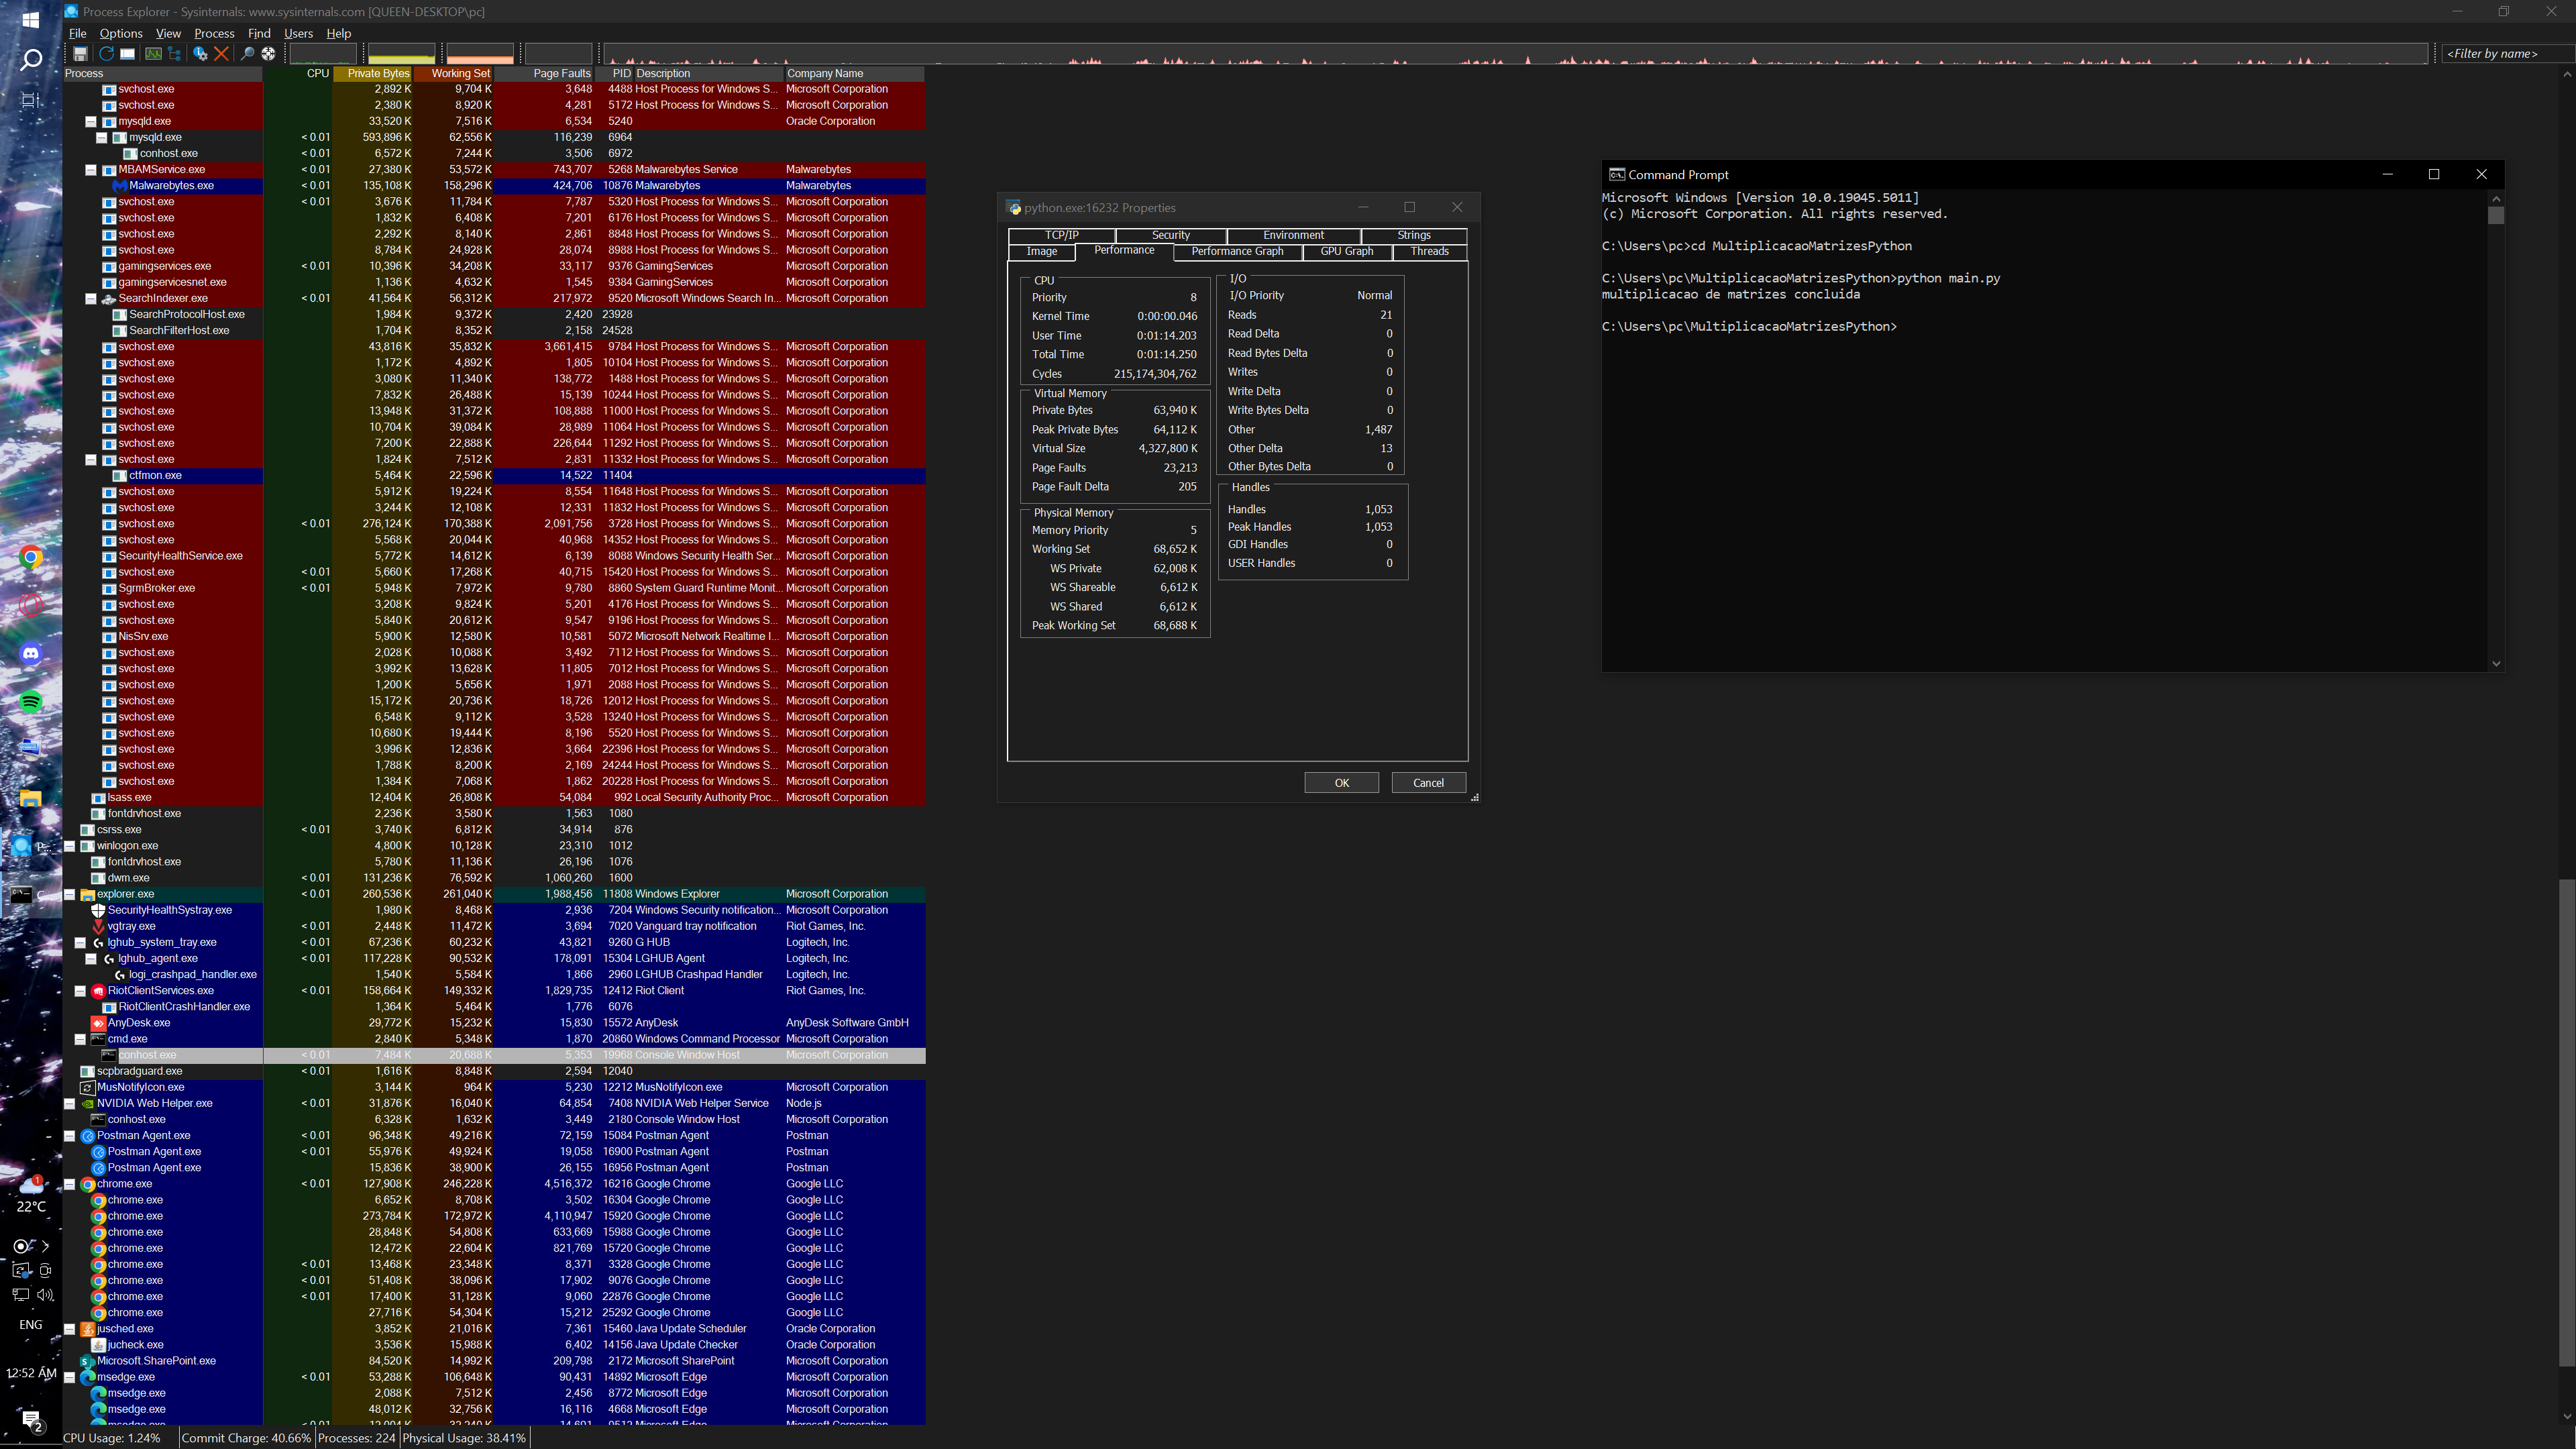 Process Explorer - Sysinternals: www.sysinternals.com [QUEEN-DESKTOP\pc]
File Options View Process Find Users Help
<Filter by name>
Process CPU Private Bytes Working Set Page Faults PID Description Company Name
svchost.exe 2,892 K 9,704 K 3,648 4488 Host Process for Windows S... Microsoft Corporation
svchost.exe 2,380 K 8,920 K 4,281 5172 Host Process for Windows S... Microsoft Corporation
mysqld.exe 33,520 K 7,516 K 6,534 5240 Oracle Corporation
mysqld.exe < 0.01 593,896 K 62,556 K 116,239 6964
conhost.exe < 0.01 6,572 K 7,244 K 3,506 6972
MBAMService.exe < 0.01 27,380 K 53,572 K 743,707 5268 Malwarebytes Service Malwarebytes
Malwarebytes.exe < 0.01 135,108 K 158,296 K 424,706 10876 Malwarebytes Malwarebytes
svchost.exe < 0.01 3,676 K 11,784 K 7,787 5320 Host Process for Windows S... Microsoft Corporation
svchost.exe 1,832 K 6,408 K 7,201 6176 Host Process for Windows S... Microsoft Corporation
svchost.exe 2,292 K 8,140 K 2,861 8848 Host Process for Windows S... Microsoft Corporation
svchost.exe 8,784 K 24,928 K 28,074 8988 Host Process for Windows S... Microsoft Corporation
gamingservices.exe < 0.01 10,396 K 34,208 K 33,117 9376 GamingServices
gamingservicesnet.exe 1,136 K 4,632 K 1,545 9384 GamingServices
SearchIndexer.exe < 0.01 41,564 K 56,312 K 217,972 9520 Microsoft Windows Search In... Microsoft Corporation
SearchProtocolHost.exe 1,984 K 9,372 K 2,420 23928
SearchFilterHost.exe 1,704 K 8,352 K 2,158 24528
svchost.exe 43,816 K 35,832 K 3,661,415 9784 Host Process for Windows S... Microsoft Corporation
svchost.exe 1,172 K 4,892 K 1,805 10104 Host Process for Windows S... Microsoft Corporation
svchost.exe 3,080 K 11,340 K 138,772 1488 Host Process for Windows S... Microsoft Corporation
svchost.exe 7,832 K 26,488 K 15,139 10244 Host Process for Windows S... Microsoft Corporation
svchost.exe 13,948 K 31,372 K 108,888 11000 Host Process for Windows S... Microsoft Corporation
svchost.exe 10,704 K 39,084 K 28,989 11064 Host Process for Windows S... Microsoft Corporation
svchost.exe 7,200 K 22,888 K 226,644 11292 Host Process for Windows S... Microsoft Corporation
svchost.exe 1,824 K 7,512 K 2,831 11332 Host Process for Windows S... Microsoft Corporation
ctfmon.exe 5,464 K 22,596 K 14,522 11404
svchost.exe 5,912 K 19,224 K 8,554 11648 Host Process for Windows S... Microsoft Corporation
svchost.exe 3,244 K 12,108 K 12,331 11832 Host Process for Windows S... Microsoft Corporation
svchost.exe < 0.01 276,124 K 170,388 K 2,091,756 3728 Host Process for Windows S... Microsoft Corporation
svchost.exe 5,568 K 20,044 K 40,968 14352 Host Process for Windows S... Microsoft Corporation
SecurityHealthService.exe 5,772 K 14,612 K 6,139 8088 Windows Security Health Ser... Microsoft Corporation
svchost.exe < 0.01 5,660 K 17,268 K 40,715 15420 Host Process for Windows S... Microsoft Corporation
SgrmBroker.exe < 0.01 5,948 K 7,972 K 9,780 8860 System Guard Runtime Monit... Microsoft Corporation
svchost.exe 3,208 K 9,824 K 5,201 4176 Host Process for Windows S... Microsoft Corporation
svchost.exe 5,840 K 20,612 K 9,547 9196 Host Process for Windows S... Microsoft Corporation
NisSrv.exe 5,900 K 12,580 K 10,581 5072 Microsoft Network Realtime I... Microsoft Corporation
svchost.exe 2,028 K 10,088 K 3,492 7112 Host Process for Windows S... Microsoft Corporation
svchost.exe 3,992 K 13,628 K 11,805 7012 Host Process for Windows S... Microsoft Corporation
svchost.exe 1,200 K 5,656 K 1,971 2088 Host Process for Windows S... Microsoft Corporation
svchost.exe 15,172 K 20,736 K 18,726 12012 Host Process for Windows S... Microsoft Corporation
svchost.exe 6,548 K 9,112 K 3,528 13240 Host Process for Windows S... Microsoft Corporation
svchost.exe 10,680 K 19,444 K 8,196 5520 Host Process for Windows S... Microsoft Corporation
svchost.exe 3,996 K 12,836 K 3,664 22396 Host Process for Windows S... Microsoft Corporation
svchost.exe 1,788 K 8,200 K 2,169 24244 Host Process for Windows S... Microsoft Corporation
svchost.exe 1,384 K 7,068 K 1,862 20228 Host Process for Windows S... Microsoft Corporation
lsass.exe 12,404 K 26,808 K 54,084 992 Local Security Authority Proc... Microsoft Corporation
fontdrvhost.exe 2,236 K 3,580 K 1,563 1080
csrss.exe < 0.01 3,740 K 6,812 K 34,914 876
winlogon.exe 4,800 K 10,128 K 23,310 1012
fontdrvhost.exe 5,780 K 11,136 K 26,196 1076
dwm.exe < 0.01 131,236 K 76,592 K 1,060,260 1600
explorer.exe < 0.01 260,536 K 261,040 K 1,988,456 11808 Windows Explorer Microsoft Corporation
SecurityHealthSystray.exe 1,980 K 8,468 K 2,936 7204 Windows Security notification... Microsoft Corporation
vgtray.exe < 0.01 2,448 K 11,472 K 3,694 7020 Vanguard tray notification Riot Games, Inc.
lghub_system_tray.exe < 0.01 67,236 K 60,232 K 43,821 9260 G HUB Logitech, Inc.
lghub_agent.exe < 0.01 117,228 K 90,532 K 178,091 15304 LGHUB Agent Logitech, Inc.
logi_crashpad_handler.exe 1,540 K 5,584 K 1,866 2960 LGHUB Crashpad Handler Logitech, Inc.
RiotClientServices.exe < 0.01 158,664 K 149,332 K 1,829,735 12412 Riot Client Riot Games, Inc.
RiotClientCrashHandler.exe 1,364 K 5,464 K 1,776 6076
AnyDesk.exe 29,772 K 15,232 K 15,830 15572 AnyDesk AnyDesk Software GmbH
cmd.exe 2,840 K 5,348 K 1,870 20860 Windows Command Processor Microsoft Corporation
conhost.exe < 0.01 7,484 K 20,688 K 5,353 19968 Console Window Host Microsoft Corporation
scpbradguard.exe < 0.01 1,616 K 8,848 K 2,594 12040
MusNotifyIcon.exe 3,144 K 964 K 5,230 12212 MusNotifyIcon.exe Microsoft Corporation
NVIDIA Web Helper.exe < 0.01 31,876 K 16,040 K 64,854 7408 NVIDIA Web Helper Service Node.js
conhost.exe 6,328 K 1,632 K 3,449 2180 Console Window Host Microsoft Corporation
Postman Agent.exe < 0.01 96,348 K 49,216 K 72,159 15084 Postman Agent Postman
Postman Agent.exe < 0.01 55,976 K 49,924 K 19,058 16900 Postman Agent Postman
Postman Agent.exe 15,836 K 38,900 K 26,155 16956 Postman Agent Postman
chrome.exe < 0.01 127,908 K 246,228 K 4,516,372 16216 Google Chrome Google LLC
chrome.exe 6,652 K 8,708 K 3,502 16304 Google Chrome Google LLC
chrome.exe 273,784 K 172,972 K 4,110,947 15920 Google Chrome Google LLC
chrome.exe 28,848 K 54,808 K 633,669 15988 Google Chrome Google LLC
chrome.exe 12,472 K 22,604 K 821,769 15720 Google Chrome Google LLC
chrome.exe < 0.01 13,468 K 23,348 K 8,371 3328 Google Chrome Google LLC
chrome.exe < 0.01 51,408 K 38,096 K 17,902 9076 Google Chrome Google LLC
chrome.exe < 0.01 17,400 K 31,128 K 9,060 22876 Google Chrome Google LLC
chrome.exe 27,716 K 54,304 K 15,212 25292 Google Chrome Google LLC
jusched.exe 3,852 K 21,016 K 7,361 15460 Java Update Scheduler Oracle Corporation
jucheck.exe 3,536 K 15,988 K 6,402 14156 Java Update Checker Oracle Corporation
Microsoft.SharePoint.exe 84,520 K 14,992 K 209,798 2172 Microsoft SharePoint Microsoft Corporation
msedge.exe < 0.01 53,288 K 106,648 K 90,431 14892 Microsoft Edge Microsoft Corporation
msedge.exe 2,088 K 7,512 K 2,456 8772 Microsoft Edge Microsoft Corporation
msedge.exe 48,012 K 32,756 K 16,116 4668 Microsoft Edge Microsoft Corporation
CPU Usage: 1.24% Commit Charge: 40.66% Processes: 224 Physical Usage: 38.41%
python.exe:16232 Properties
TCP/IP Security Environment Strings
Image Performance Performance Graph GPU Graph Threads
CPU
Priority 8
Kernel Time 0:00:00.046
User Time 0:01:14.203
Total Time 0:01:14.250
Cycles 215,174,304,762
Virtual Memory
Private Bytes 63,940 K
Peak Private Bytes 64,112 K
Virtual Size 4,327,800 K
Page Faults 23,213
Page Fault Delta 205
Physical Memory
Memory Priority 5
Working Set 68,652 K
WS Private 62,008 K
WS Shareable 6,612 K
WS Shared 6,612 K
Peak Working Set 68,688 K
I/O
I/O Priority Normal
Reads 21
Read Delta 0
Read Bytes Delta 0
Writes 0
Write Delta 0
Write Bytes Delta 0
Other 1,487
Other Delta 13
Other Bytes Delta 0
Handles
Handles 1,053
Peak Handles 1,053
GDI Handles 0
USER Handles 0
OK Cancel
Command Prompt
Microsoft Windows [Version 10.0.19045.5011]
(c) Microsoft Corporation. All rights reserved.
C:\Users\pc>cd MultiplicacaoMatrizesPython
C:\Users\pc\MultiplicacaoMatrizesPython>python main.py
multiplicacao de matrizes concluida
C:\Users\pc\MultiplicacaoMatrizesPython>
P...
1
22°C
ENG
12:52 AM
2